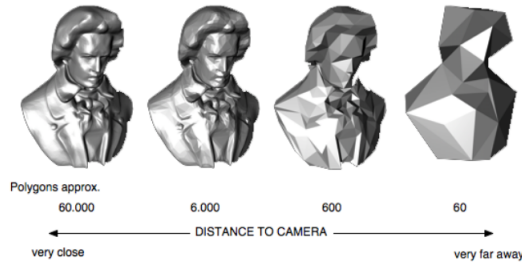 Polygons approx.
60.000 6.000 600 60
DISTANCE TO CAMERA
very close very far away